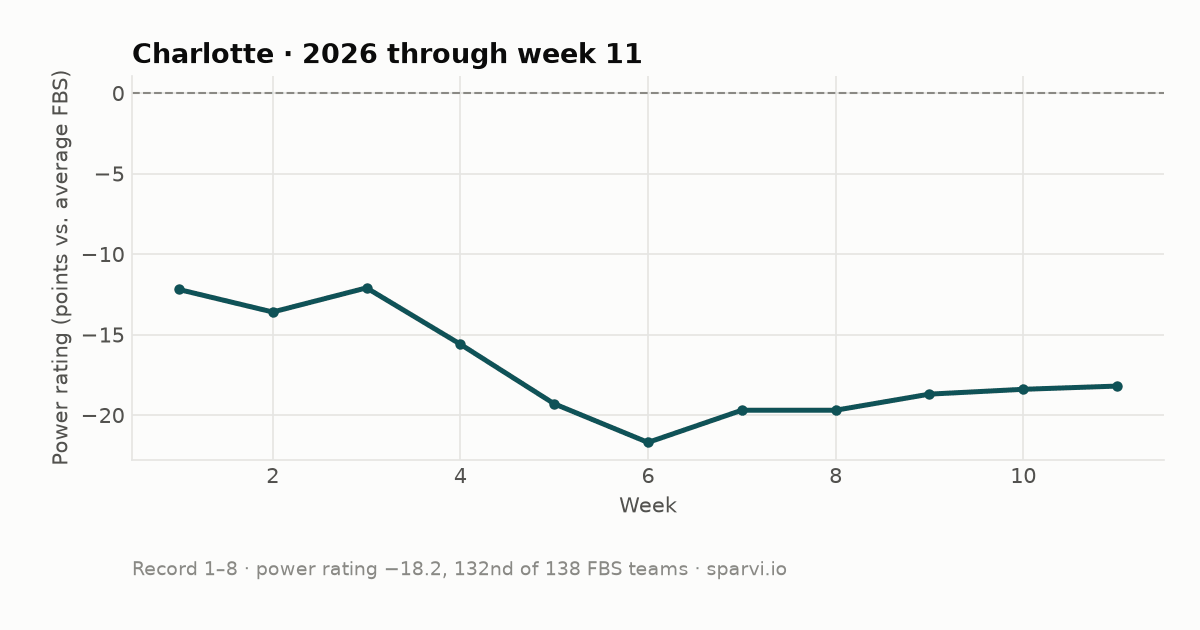 Charlotte · 2026 through week 11
Power rating (points vs. average FBS)
0
−5
−10
−15
−20
2 4 6 8 10
Week
Record 1–8 · power rating −18.2, 132nd of 138 FBS teams · sparvi.io